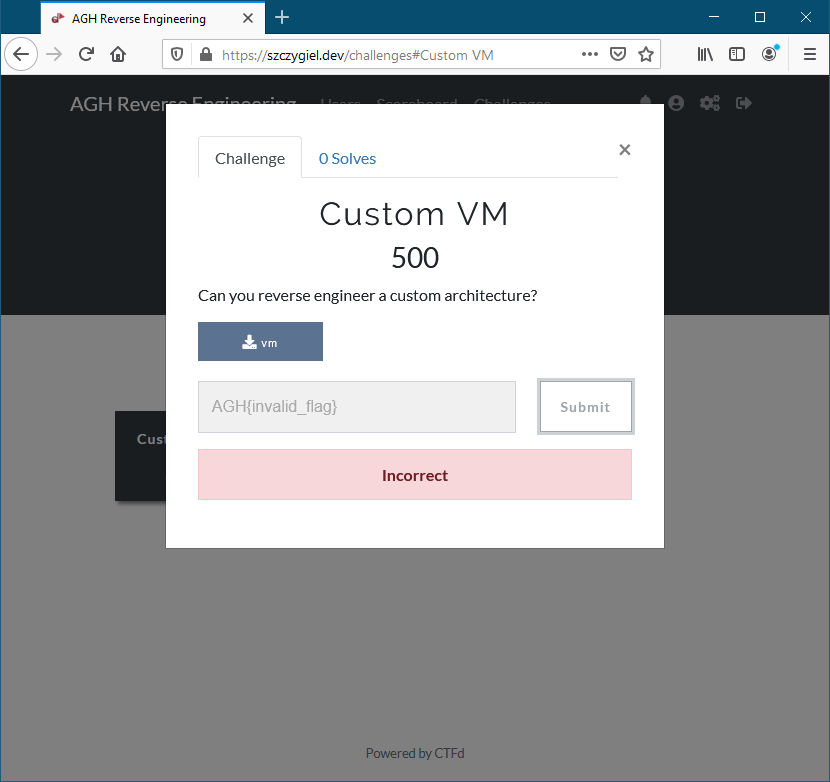 AGH Reverse Engineering
https://szczygiel.dev/challenges#Custom VM
AGH Reverse Engineering Users Scoreboard Challenges
Challenge
0 Solves
×
Custom VM
500
Can you reverse engineer a custom architecture?
vm
AGH{invalid_flag}
Submit
Cust
Incorrect
Powered by CTFd